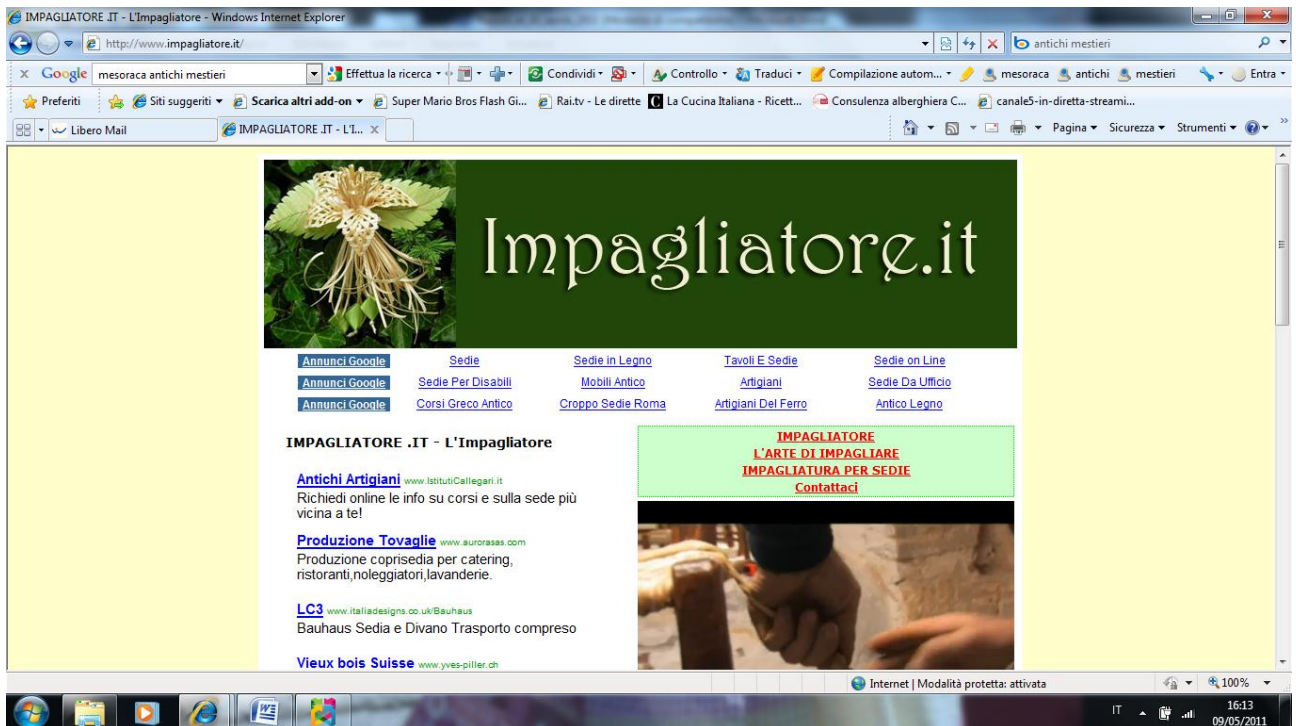 IMPAGLIATORE .IT - L'Impagliatore - Windows Internet Explorer
http://www.impagliatore.it/
antichi mestieri
x Google mesoraca antichi mestieri Effettua la ricerca Condividi Controllo Traduci Compilazione autom... mesoraca antichi mestieri Entra
Preferiti Siti suggeriti Scarica altri add-on Super Mario Bros Flash Gi... Rai.tv - Le dirette La Cucina Italiana - Ricett... Consulenza alberghiera C... canale5-in-diretta-streami...
Libero Mail IMPAGLIATORE .IT - L'I... x Pagina Sicurezza Strumenti
Impagliatore.it
Annunci Google Sedie Sedie in Legno Tavoli E Sedie Sedie on Line
Annunci Google Sedie Per Disabili Mobili Antico Artigiani Sedie Da Ufficio
Annunci Google Corsi Greco Antico Croppo Sedie Roma Artigiani Del Ferro Antico Legno
IMPAGLIATORE .IT - L'Impagliatore
Antichi Artigiani www.IstitutiCallegari.it
Richiedi online le info su corsi e sulla sede più
vicina a te!
Produzione Tovaglie www.aurorasas.com
Produzione coprisedia per catering,
ristoranti,noleggiatori,lavanderie.
LC3 www.italiadesigns.co.uk/Bauhaus
Bauhaus Sedia e Divano Trasporto compreso
Vieux bois Suisse www.yves-piller.ch
IMPAGLIATORE
L'ARTE DI IMPAGLIARE
IMPAGLIATURA PER SEDIE
Contattaci
Internet | Modalità protetta: attivata 100%
IT 16:13
09/05/2011